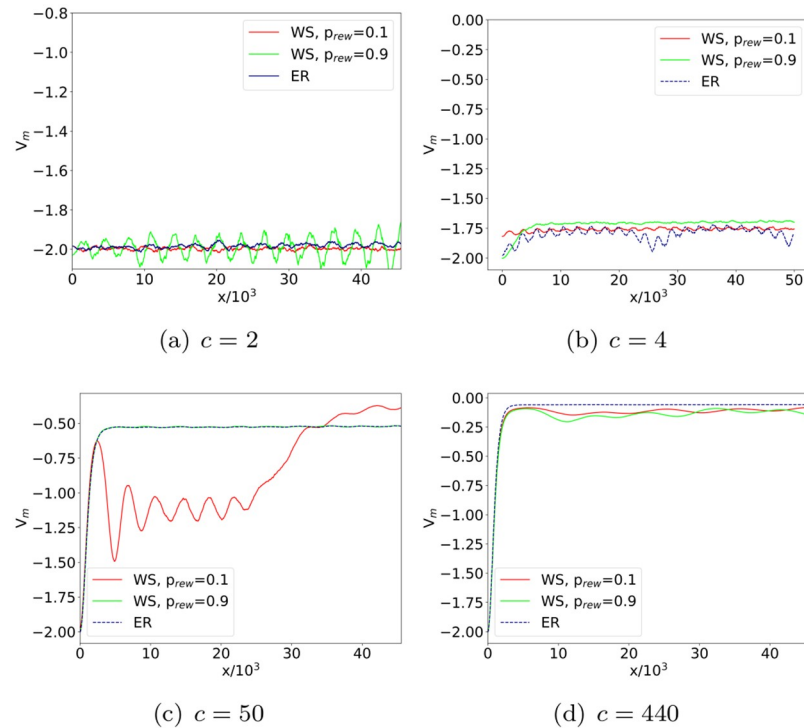 −0.8
−1.0
−1.2
−1.4
−1.6
−1.8
−2.0
V_m
WS, p_rew=0.1
WS, p_rew=0.9
ER
0 10 20 30 40
x/10^3
(a) c = 2
0.00
−0.25
−0.50
−0.75
−1.00
−1.25
−1.50
−1.75
−2.00
V_m
WS, p_rew=0.1
WS, p_rew=0.9
ER
0 10 20 30 40 50
x/10^3
(b) c = 4
−0.50
−0.75
−1.00
−1.25
−1.50
−1.75
−2.00
V_m
WS, p_rew=0.1
WS, p_rew=0.9
ER
0 10 20 30 40
x/10^3
(c) c = 50
0.00
−0.25
−0.50
−0.75
−1.00
−1.25
−1.50
−1.75
−2.00
V_m
WS, p_rew=0.1
WS, p_rew=0.9
ER
0 10 20 30 40
x/10^3
(d) c = 440